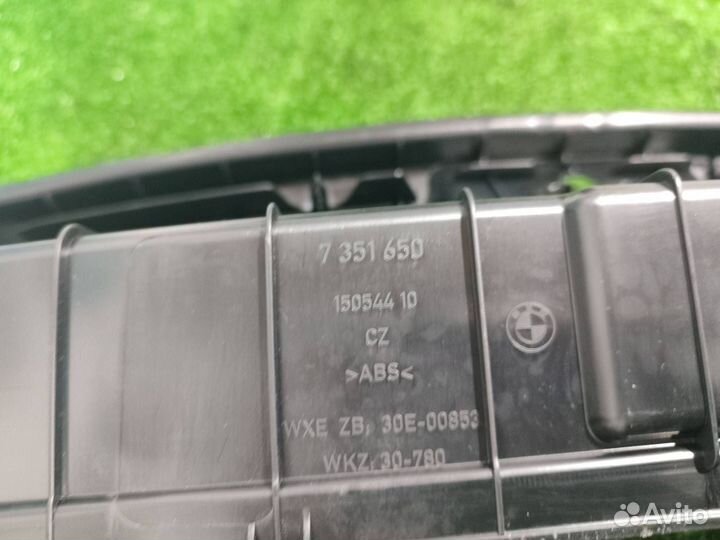 7 351 650
150544 10
CZ
>ABS<
WXE ZB; 30E-00853
WKZ; 30-780
Avito